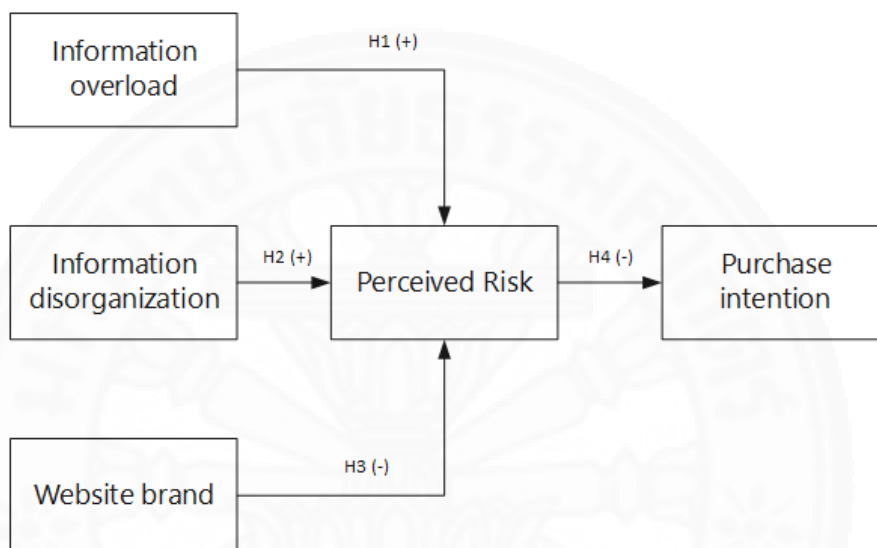 Information
overload
H1 (+)
Information
disorganization
H2 (+)
Perceived Risk
H4 (-)
Purchase
intention
Website brand
H3 (-)